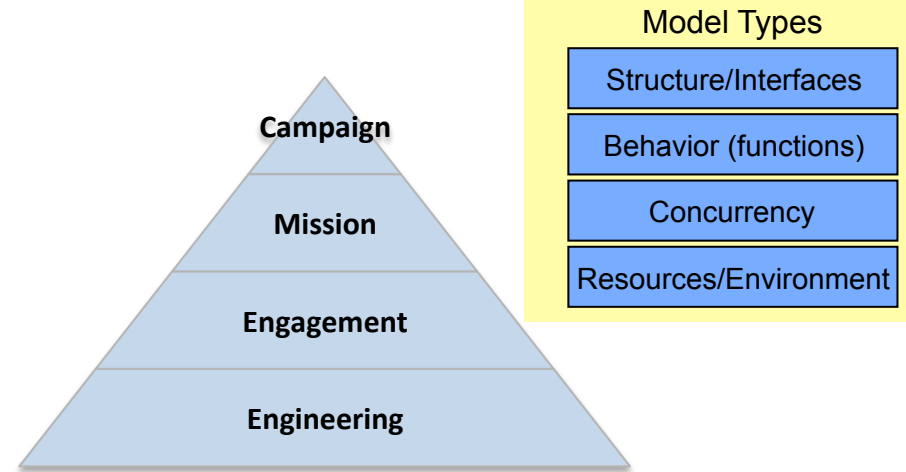 Model Types
Structure/Interfaces
Behavior (functions)
Concurrency
Resources/Environment
Campaign
Mission
Engagement
Engineering